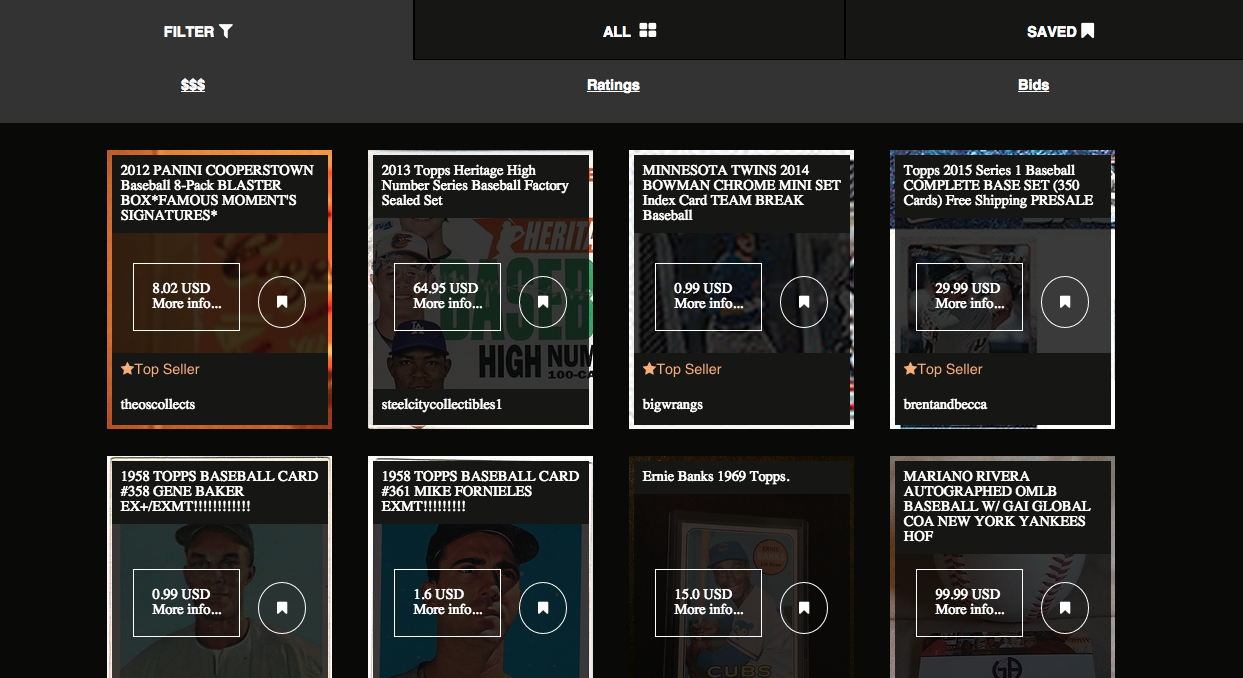 FILTER
ALL
SAVED
$$$
Ratings
Bids
2012 PANINI COOPERSTOWN
Baseball 8-Pack BLASTER
BOX*FAMOUS MOMENT'S
SIGNATURES*
8.02 USD
More info...
Top Seller
theoscollects
2013 Topps Heritage High
Number Series Baseball Factory
Sealed Set
HERITA
BASEB
64.95 USD
More info...
HIGH NUM
100-CA
steelcitycollectibles1
MINNESOTA TWINS 2014
BOWMAN CHROME MINI SET
Index Card TEAM BREAK
Baseball
0.99 USD
More info...
Top Seller
bigwrangs
Topps 2015 Series 1 Baseball
COMPLETE BASE SET (350
Cards) Free Shipping PRESALE
29.99 USD
More info...
Top Seller
brentandbecca
1958 TOPPS BASEBALL CARD
#358 GENE BAKER
EX+/EXMT!!!!!!!!!!!!
0.99 USD
More info...
1958 TOPPS BASEBALL CARD
#361 MIKE FORNIELES
EXMT!!!!!!!!!
1.6 USD
More info...
Ernie Banks 1969 Topps.
15.0 USD
More info...
CUBS
MARIANO RIVERA
AUTOGRAPHED OMLB
BASEBALL W/ GAI GLOBAL
COA NEW YORK YANKEES
HOF
99.99 USD
More info...
GA